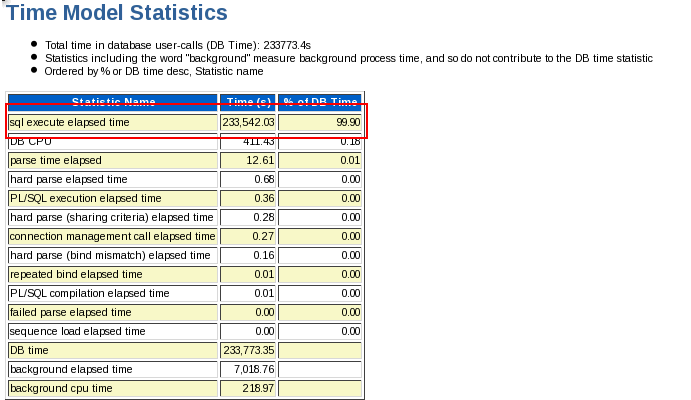 Time Model Statistics
Total time in database user-calls (DB Time): 233773.4s
Statistics including the word "background" measure background process time, and so do not contribute to the DB time statistic
Ordered by % or DB time desc, Statistic name
Statistic Name Time (s) % of DB Time
sql execute elapsed time 233,542.03 99.90
DB CPU 411.43 0.18
parse time elapsed 12.61 0.01
hard parse elapsed time 0.68 0.00
PL/SQL execution elapsed time 0.36 0.00
hard parse (sharing criteria) elapsed time 0.28 0.00
connection management call elapsed time 0.27 0.00
hard parse (bind mismatch) elapsed time 0.16 0.00
repeated bind elapsed time 0.01 0.00
PL/SQL compilation elapsed time 0.01 0.00
failed parse elapsed time 0.00 0.00
sequence load elapsed time 0.00 0.00
DB time 233,773.35
background elapsed time 7,018.76
background cpu time 218.97